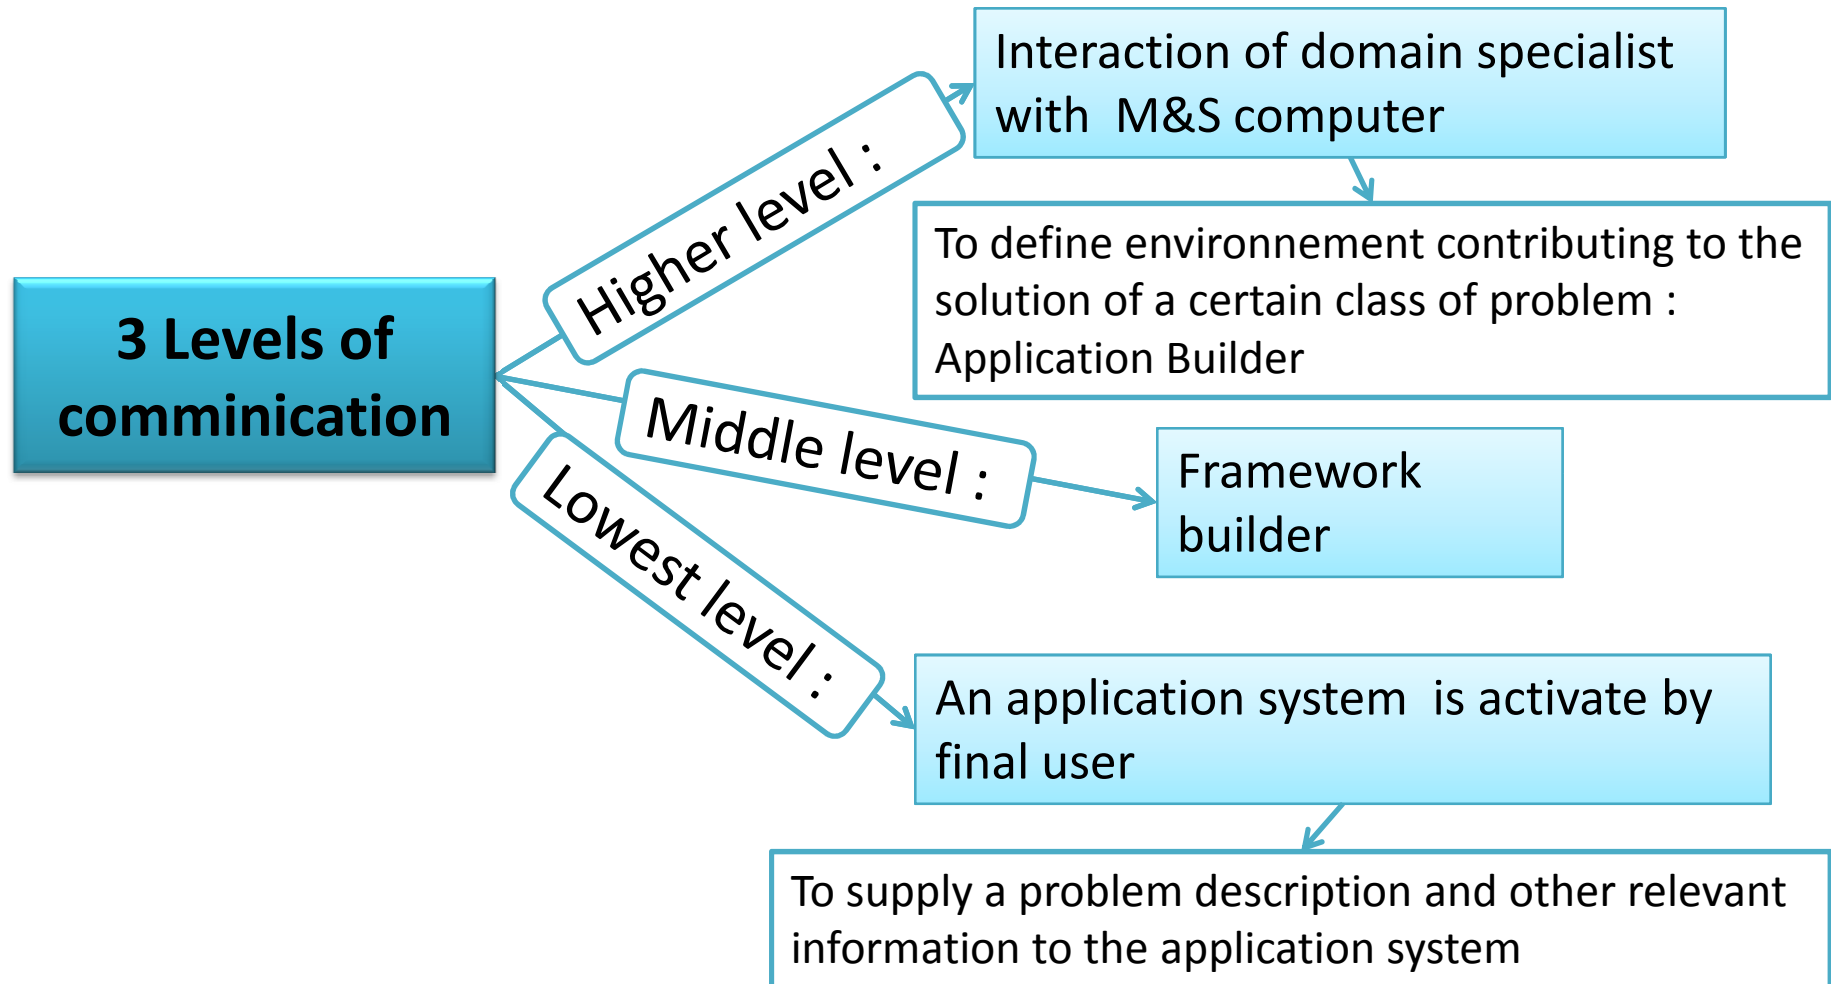 3 Levels of
comminication
Higher level :
Interaction of domain specialist
with M&S computer
To define environnement contributing to the
solution of a certain class of problem :
Application Builder
Middle level :
Framework
builder
Lowest level :
An application system is activate by
final user
To supply a problem description and other relevant
information to the application system